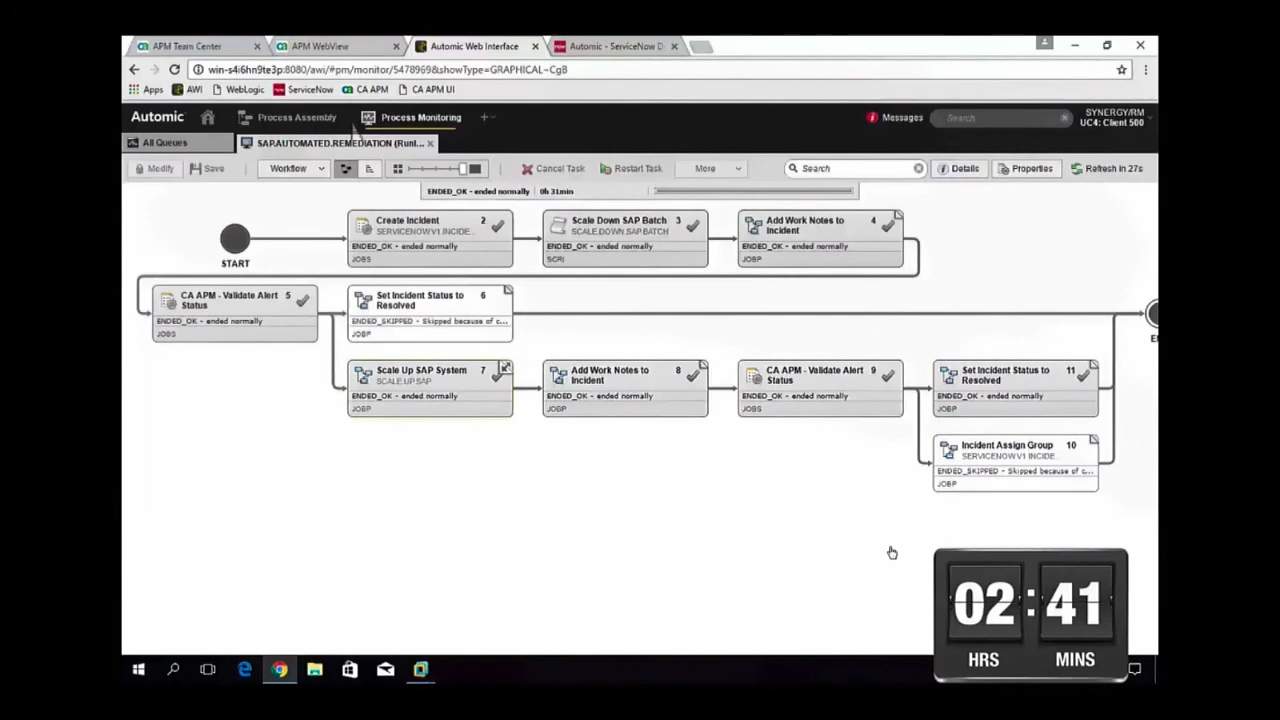 APM Team Center
APM WebView
Automic Web Interface
Automic - ServiceNow D
win-s4i6hn9te3p:8080/awi/#pm/monitor/5478969&showType=GRAPHICAL~CgB
Apps AWI WebLogic ServiceNow CA APM CA APM UI
Automic Process Assembly Process Monitoring + Messages Search
SYNERGY/RM
UC4: Client 500
All Queues SAP.AUTOMATED.REMEDIATION (RunI...
Modify Save Workflow Cancel Task Restart Task More Search Details Properties Refresh in 27s
ENDED_OK - ended normally 0h 31min
START
Create Incident 2
SERVICENOW.V1.INCIDE...
ENDED_OK - ended normally
JOBS
Scale Down SAP Batch 3
SCALE.DOWN.SAP.BATCH
ENDED_OK - ended normally
SCRI
Add Work Notes to 4
Incident
ENDED_OK - ended normally
JOBP
CA APM - Validate Alert 5
Status
ENDED_OK - ended normally
JOBS
Set Incident Status to 6
Resolved
ENDED_SKIPPED - Skipped because of c...
JOBP
Scale Up SAP System 7
SCALE.UP.SAP
ENDED_OK - ended normally
JOBP
Add Work Notes to 8
Incident
ENDED_OK - ended normally
JOBP
CA APM - Validate Alert 9
Status
ENDED_OK - ended normally
JOBS
Set Incident Status to 11
Resolved
ENDED_OK - ended normally
JOBP
Incident Assign Group 10
SERVICENOW.V1.INCIDE...
ENDED_SKIPPED - Skipped because of c...
JOBP
02:41
HRS MINS